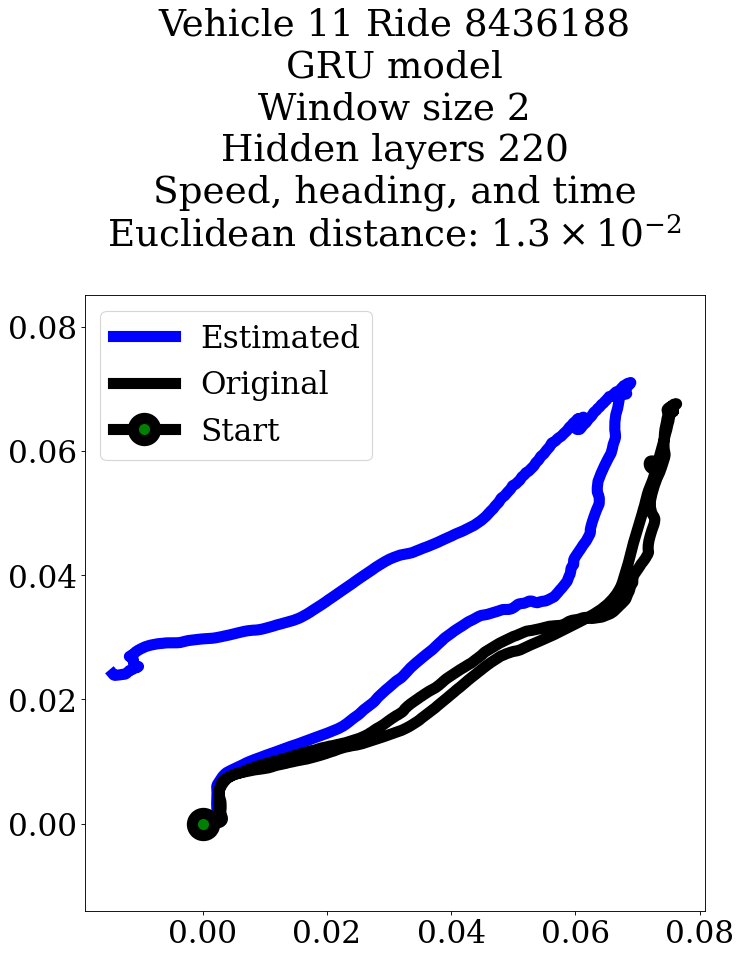 Vehicle 11 Ride 8436188
GRU model
Window size 2
Hidden layers 220
Speed, heading, and time
Euclidean distance: 1.3 × 10⁻²
Estimated
Original
Start
0.08
0.06
0.04
0.02
0.00
0.00 0.02 0.04 0.06 0.08